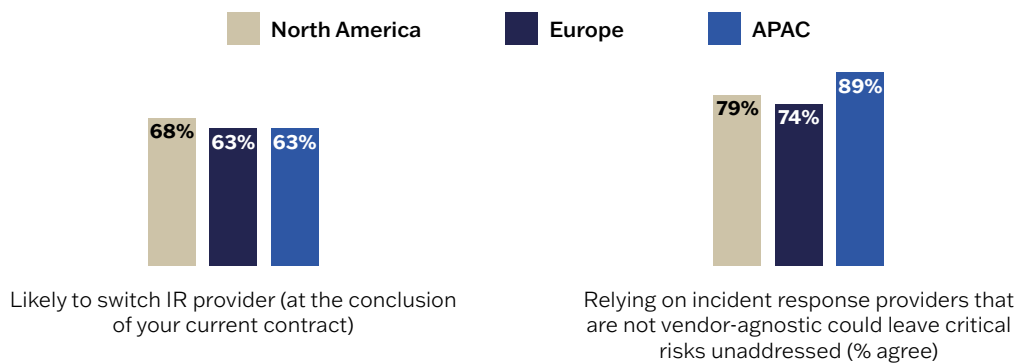 North America
Europe
APAC
68%
63%
63%
79%
74%
89%
Likely to switch IR provider (at the conclusion
of your current contract)
Relying on incident response providers that
are not vendor-agnostic could leave critical
risks unaddressed (% agree)